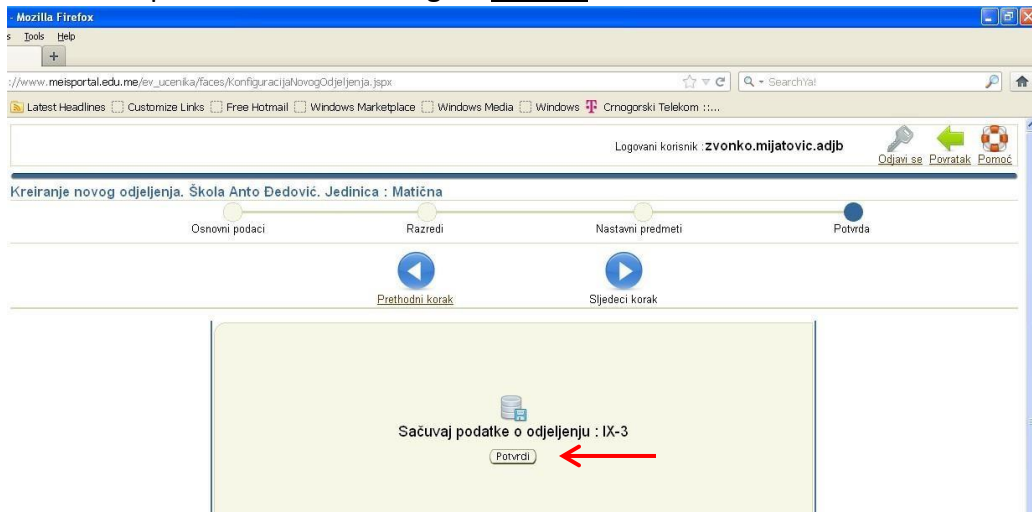 - Mozilla Firefox
s Tools Help
+
://www.meisportal.edu.me/ev_ucenika/faces/KonfiguracijaNovogOdjeljenja.jspx
SearchYa!
Latest Headlines Customize Links Free Hotmail Windows Marketplace Windows Media Windows Crnogorski Telekom ::...
Logovani korisnik :zvonko.mijatovic.adjb
Odjavi se Povratak Pomoć
Kreiranje novog odjeljenja. Škola Anto Đedović. Jedinica : Matična
Osnovni podaci Razredi Nastavni predmeti Potvrda
Prethodni korak Sljedeci korak
Sačuvaj podatke o odjeljenju : IX-3
Potvrdi